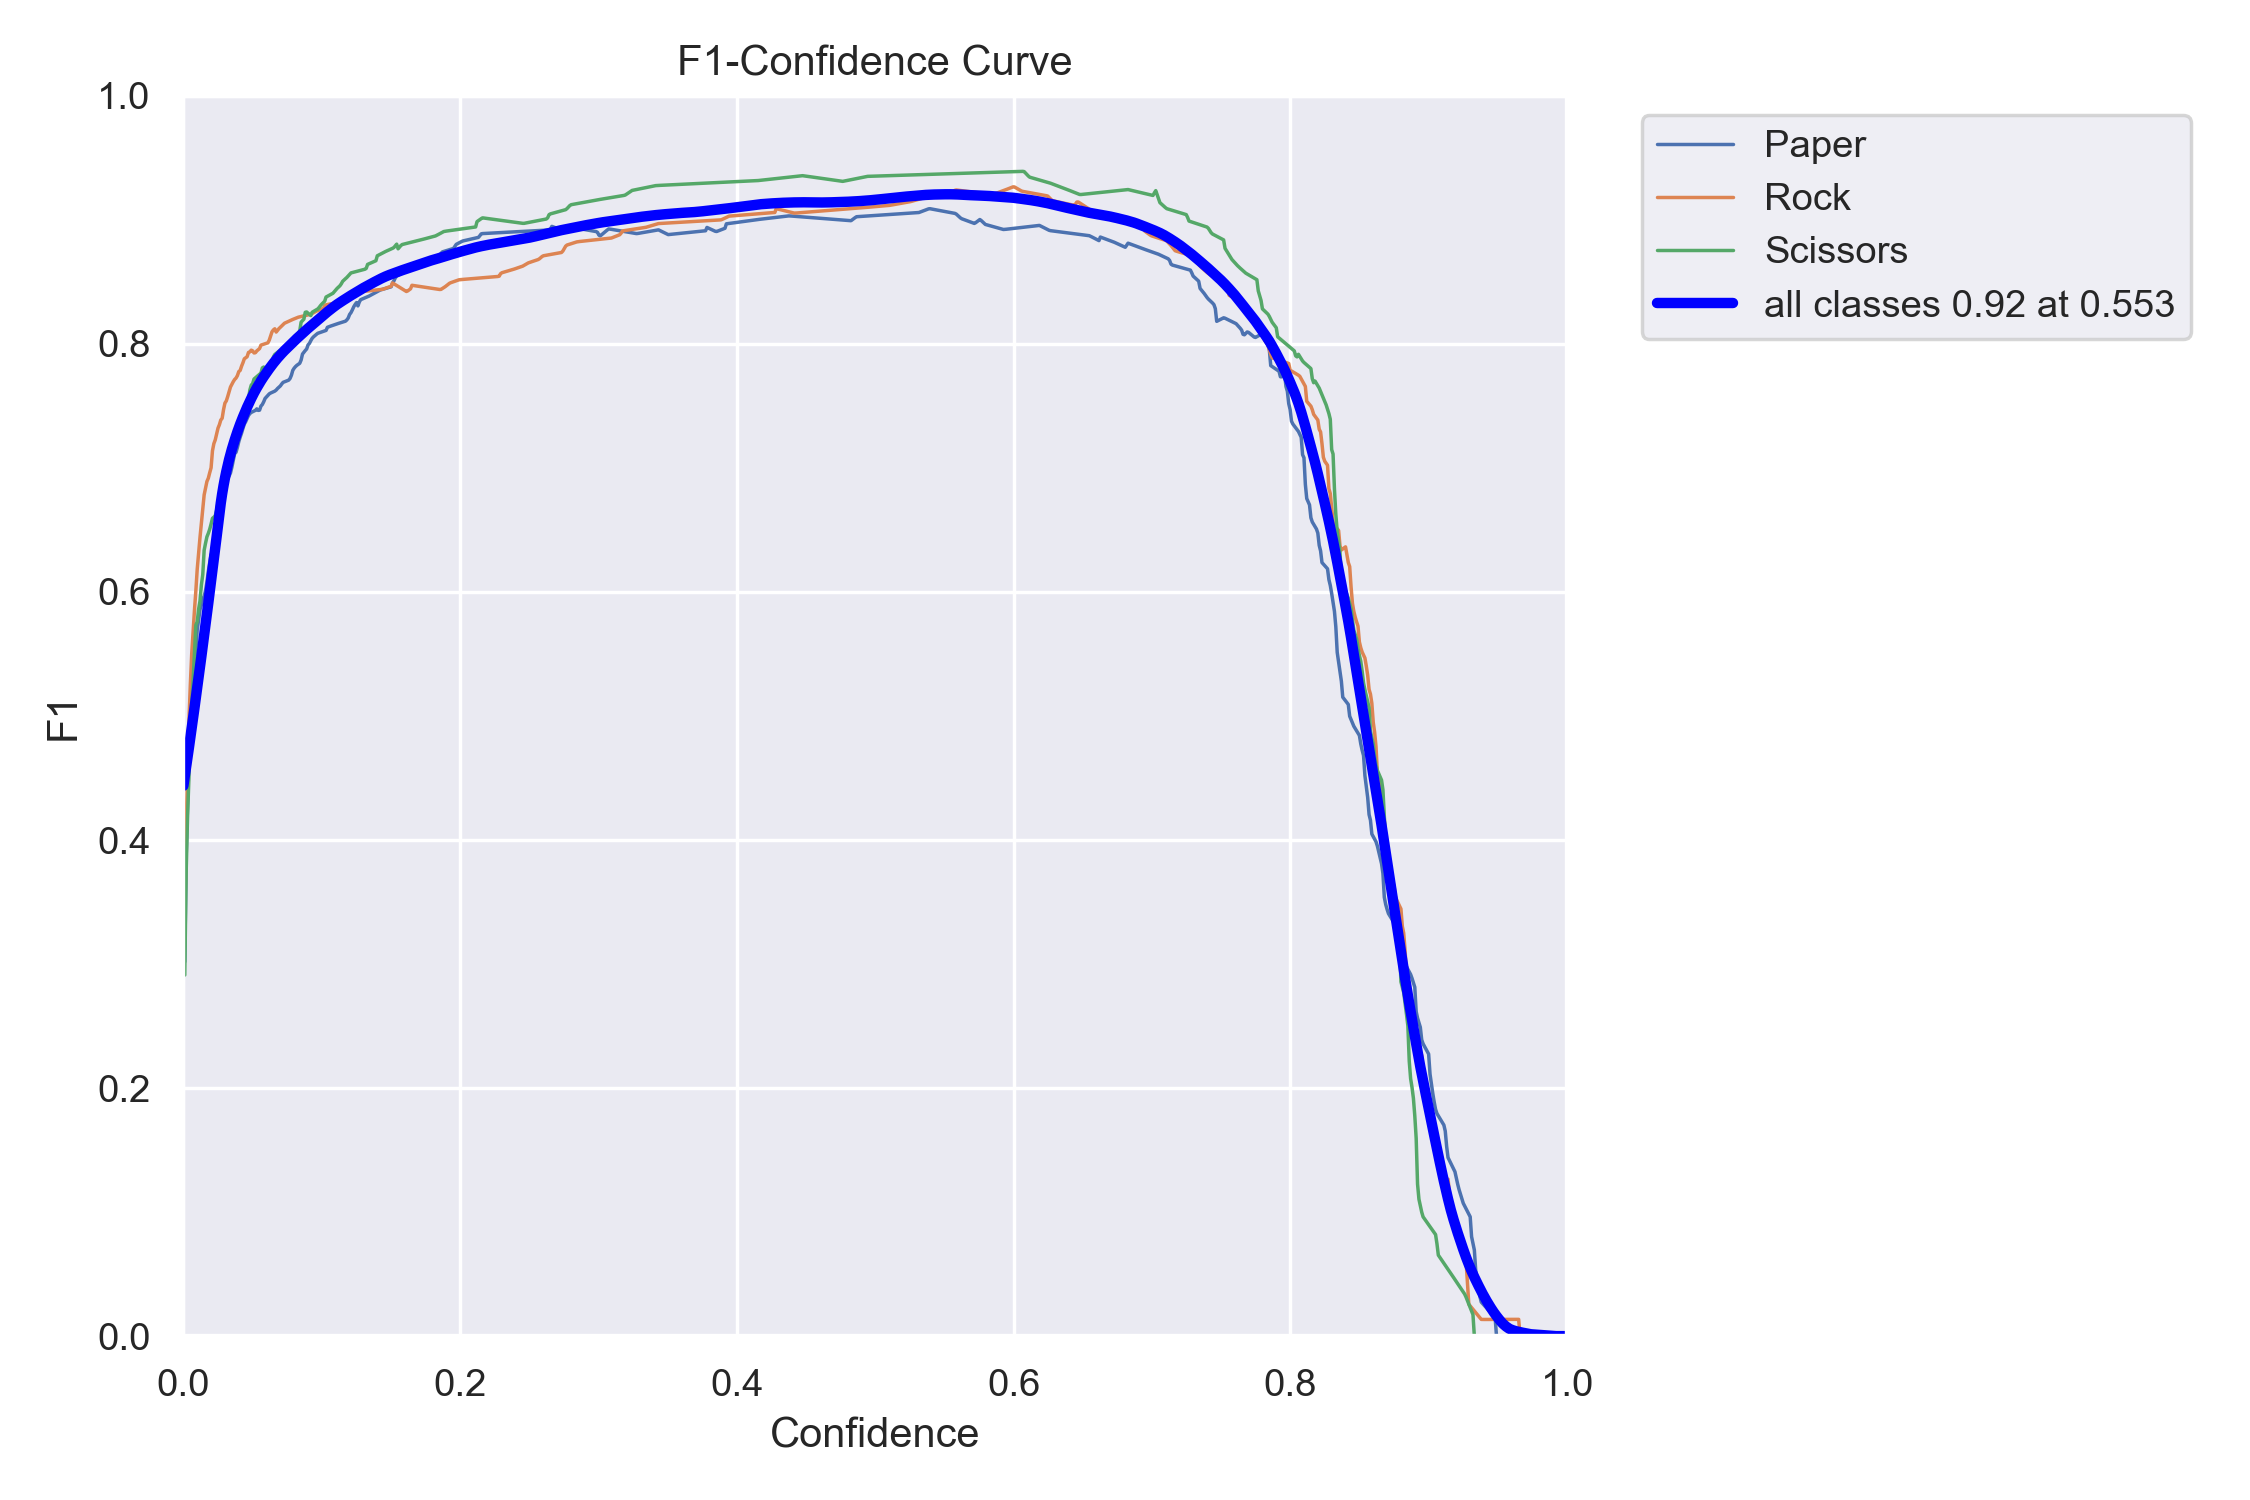 F1-Confidence Curve
1.0
0.8
0.6
0.4
0.2
0.0
F1
0.0 0.2 0.4 0.6 0.8 1.0
Confidence
Paper
Rock
Scissors
all classes 0.92 at 0.553